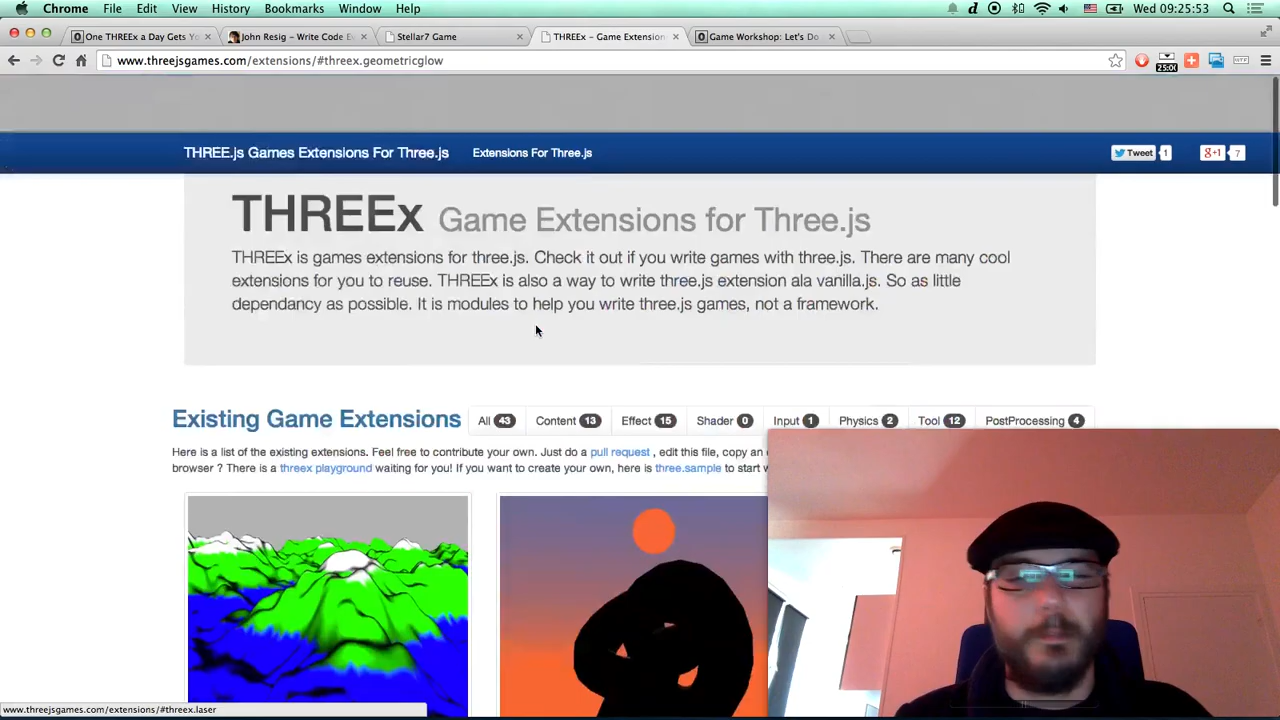 Chrome File Edit View History Bookmarks Window Help Wed 09:25:53
One THREEx a Day Gets Yo John Resig – Write Code Ev Stellar7 Game THREEx – Game Extension Game Workshop: Let's Do
www.threejsgames.com/extensions/#threex.geometricglow 25:00
THREE.js Games Extensions For Three.js Extensions For Three.js Tweet 1 +1 7
THREEx Game Extensions for Three.js
THREEx is games extensions for three.js. Check it out if you write games with three.js. There are many cool
extensions for you to reuse. THREEx is also a way to write three.js extension ala vanilla.js. So as little
dependancy as possible. It is modules to help you write three.js games, not a framework.
Existing Game Extensions All 43 Content 13 Effect 15 Shader 0 Input 1 Physics 2 Tool 12 PostProcessing 4
Here is a list of the existing extensions. Feel free to contribute your own. Just do a pull request , edit this file, copy an
browser ? There is a threex playground waiting for you! If you want to create your own, here is three.sample to start
www.threejsgames.com/extensions/#threex.laser